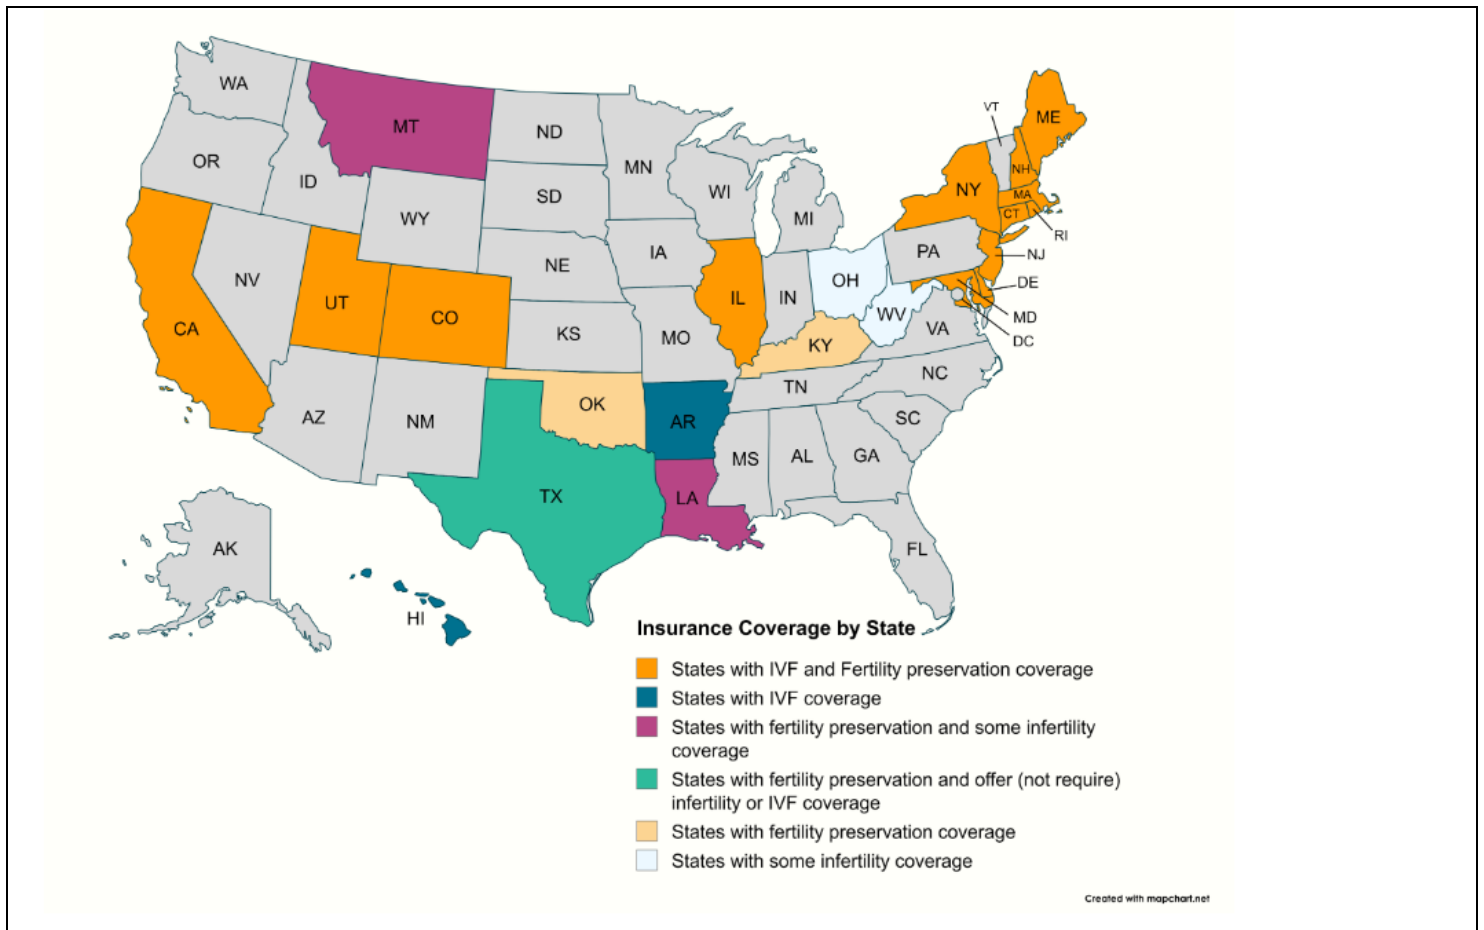 WA
MT
ND
MN
VT
ME
OR
ID
SD
WI
MI
NY
NH
MA
CT
RI
WY
IA
PA
NJ
NE
NV
UT
CO
IL
IN
OH
DE
WV
MD
CA
KS
MO
KY
VA
DC
AZ
NM
OK
AR
TN
NC
SC
MS
AL
GA
TX
LA
AK
FL
HI
Insurance Coverage by State
States with IVF and Fertility preservation coverage
States with IVF coverage
States with fertility preservation and some infertility
coverage
States with fertility preservation and offer (not require)
infertility or IVF coverage
States with fertility preservation coverage
States with some infertility coverage
Created with mapchart.net